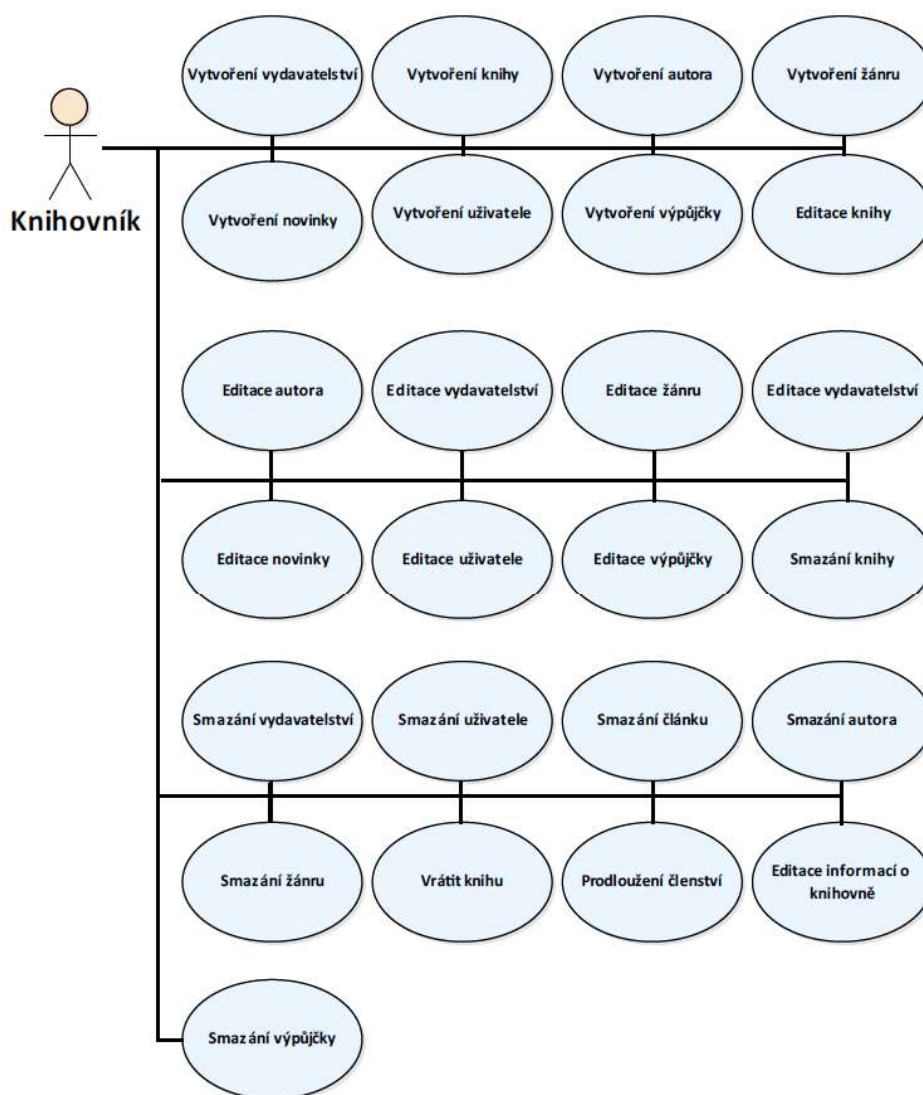 Vytvoření vydavatelství
Vytvoření knihy
Vytvoření autora
Vytvoření žánru
Knihovník
Vytvoření novinky
Vytvoření uživatele
Vytvoření výpůjčky
Editace knihy
Editace autora
Editace vydavatelství
Editace žánru
Editace vydavatelství
Editace novinky
Editace uživatele
Editace výpůjčky
Smazání knihy
Smazání vydavatelství
Smazání uživatele
Smazání článku
Smazání autora
Smazání žánru
Vrátit knihu
Prodloužení členství
Editace informací o
knihovně
Smazání výpůjčky